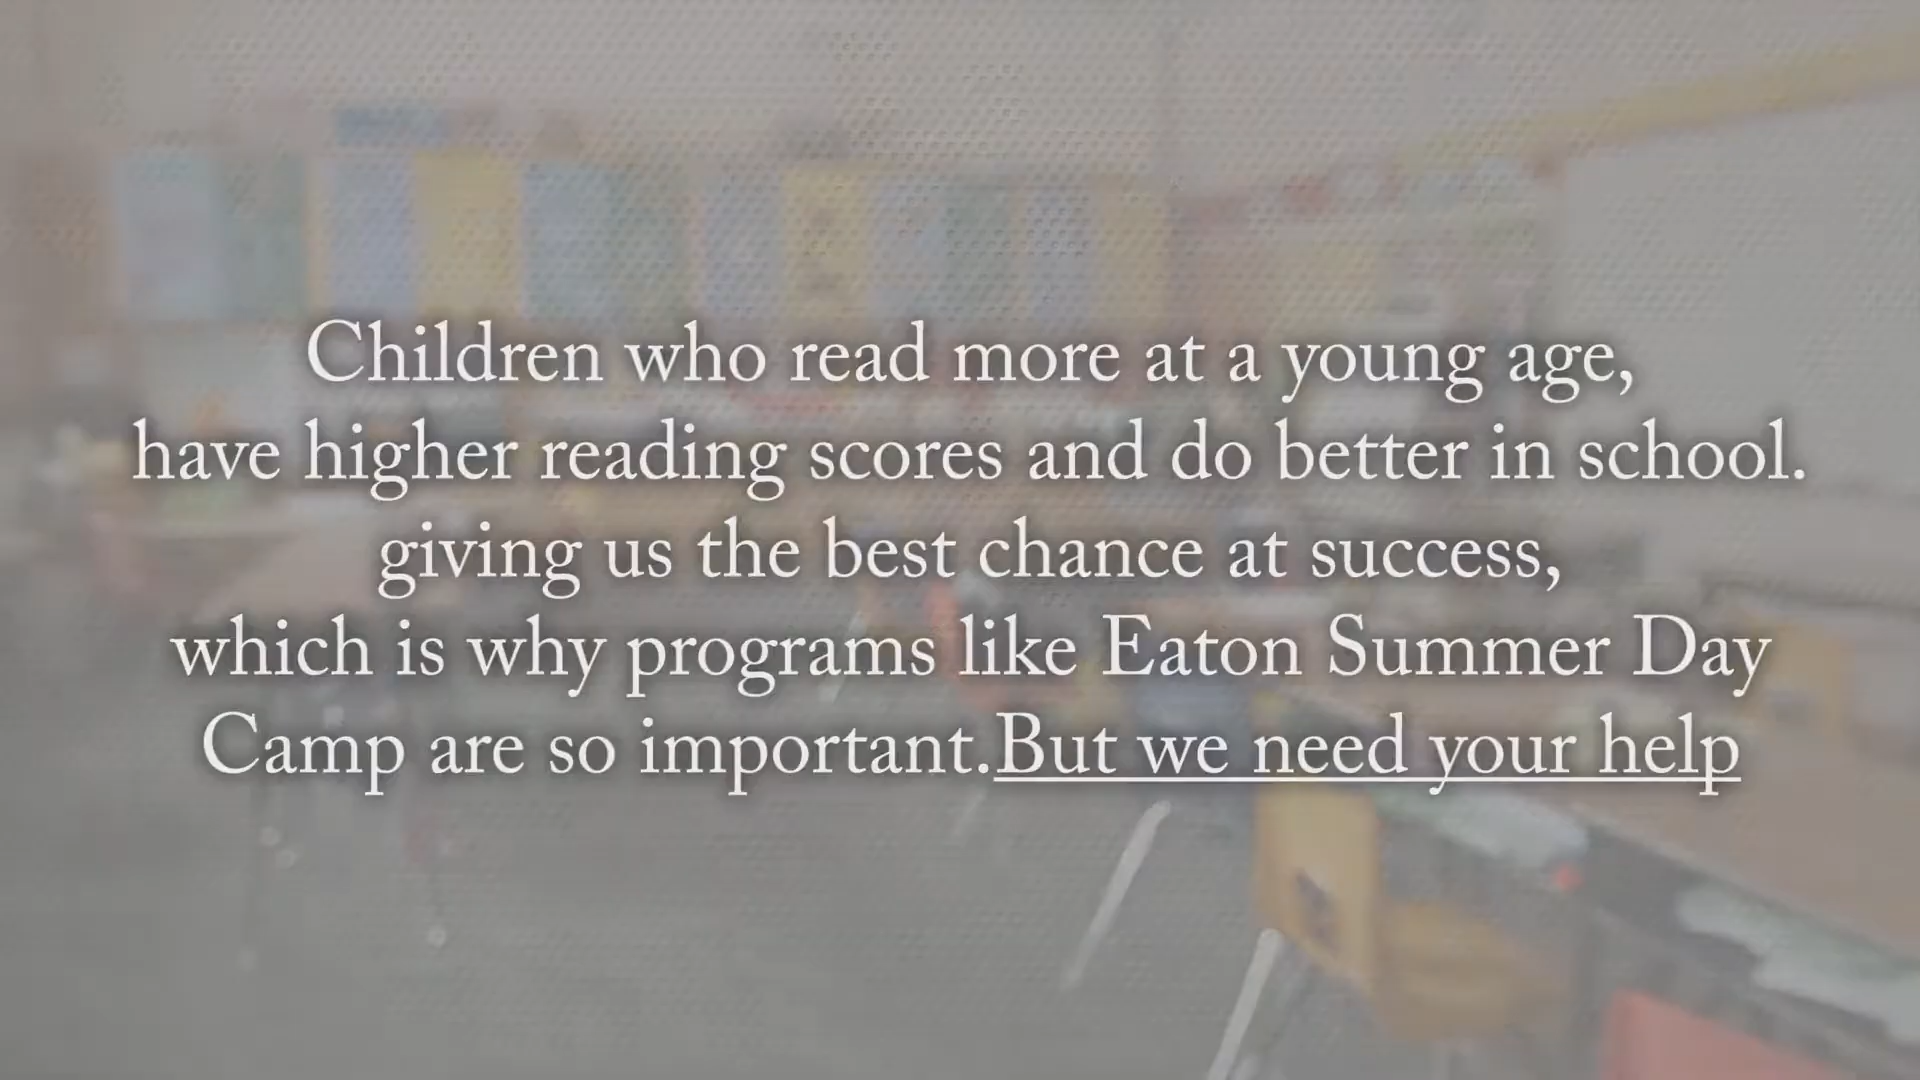 Children who read more at a young age,
have higher reading scores and do better in school.
giving us the best chance at success,
which is why programs like Eaton Summer Day
Camp are so important.But we need your help